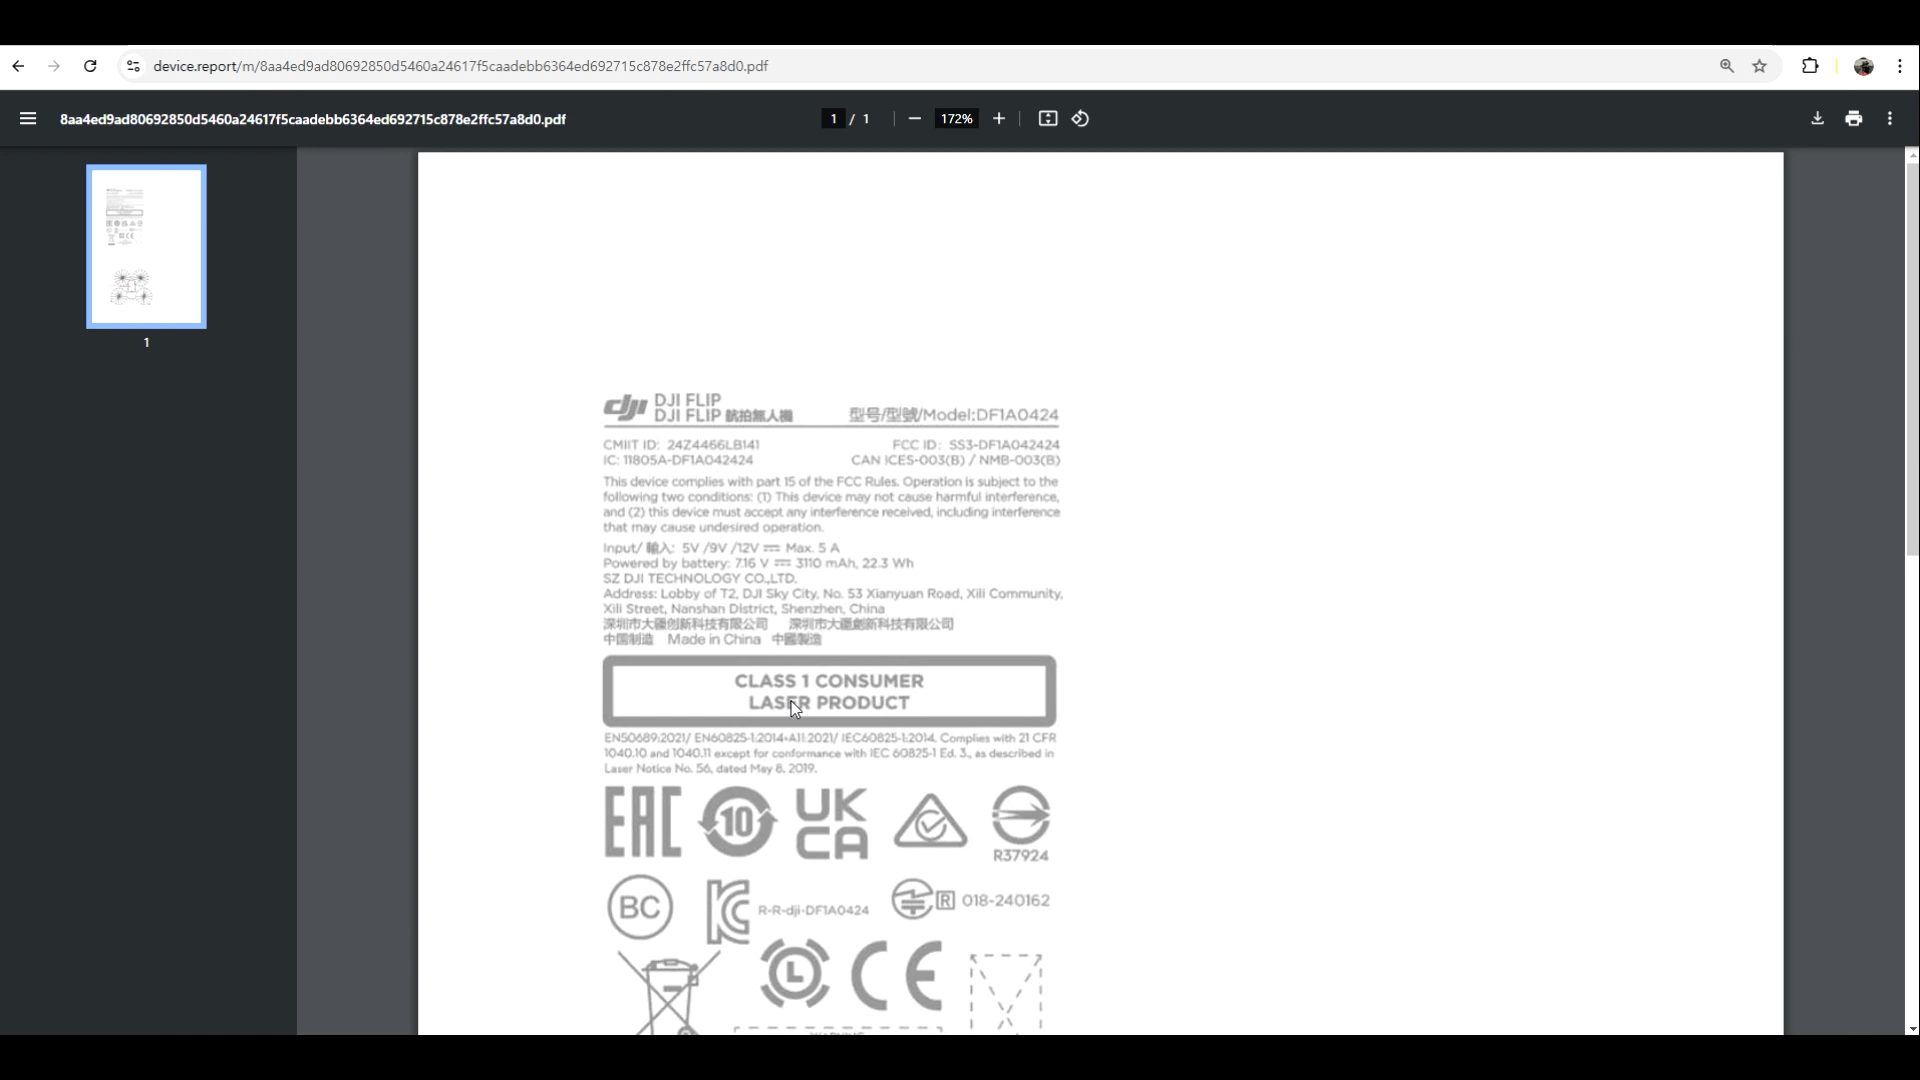 device.report/m/8aa4ed9ad80692850d5460a24617f5caadebb6364ed692715c878e2ffc57a8d0.pdf
8aa4ed9ad80692850d5460a24617f5caadebb6364ed692715c878e2ffc57a8d0.pdf
1 / 1
172%
1
dji
DJI FLIP
DJI FLIP 航拍無人機
型号/型號/Model:DF1A0424
CMIIT ID: 24Z4466LB141
FCC ID: SS3-DF1A042424
IC: 11805A-DF1A042424
CAN ICES-003(B) / NMB-003(B)
This device complies with part 15 of the FCC Rules. Operation is subject to the
following two conditions: (1) This device may not cause harmful interference,
and (2) this device must accept any interference received, including interference
that may cause undesired operation.
Input/ 輸入: 5V /9V /12V ⎓ Max. 5 A
Powered by battery: 7.16 V ⎓ 3110 mAh, 22.3 Wh
SZ DJI TECHNOLOGY CO.,LTD.
Address: Lobby of T2, DJI Sky City, No. 53 Xianyuan Road, Xili Community,
Xili Street, Nanshan District, Shenzhen, China
深圳市大疆创新科技有限公司 深圳市大疆創新科技有限公司
中国制造 Made in China 中國製造
CLASS 1 CONSUMER
LASER PRODUCT
EN50689:2021/ EN60825-1:2014+A11:2021/ IEC60825-1:2014. Complies with 21 CFR
1040.10 and 1040.11 except for conformance with IEC 60825-1 Ed. 3., as described in
Laser Notice No. 56, dated May 8, 2019.
EAC
10
UK
CA
R37924
BC
KC
R-R-dji-DF1A0424
R
018-240162
L
CE